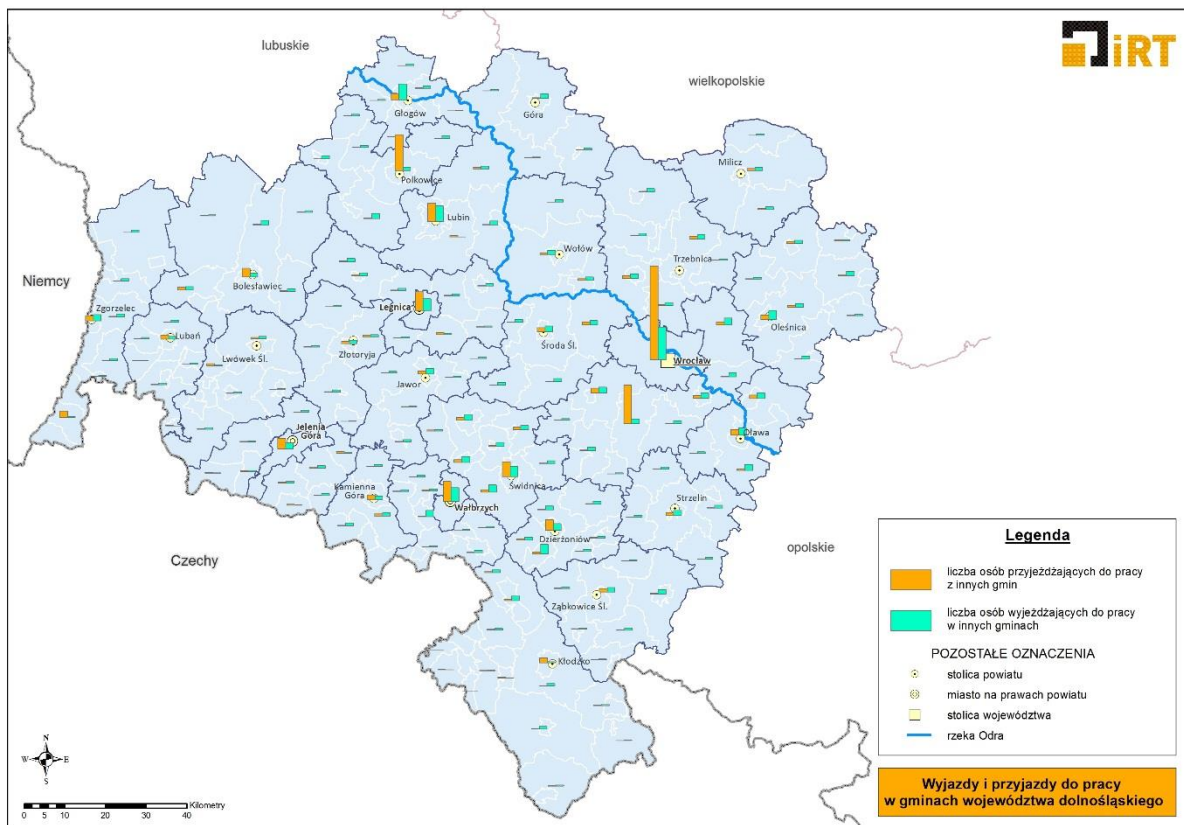 lubuskie
wielkopolskie
iRT
Głogów
Góra
Polkowice
Milicz
Lubin
Wołów
Trzebnica
Niemcy
Bolesławiec
Zgorzelec
Legnica
Oleśnica
Lubań
Lwówek Śl.
Złotoryja
Środa Śl.
Wrocław
Jawor
Jelenia
Góra
Oława
Kamienna
Góra
Świdnica
Wałbrzych
Strzelin
Dzierżoniów
Czechy
opolskie
Ząbkowice Śl.
Kłodzko
Legenda
liczba osób przyjeżdżających do pracy
z innych gmin
liczba osób wyjeżdżających do pracy
w innych gminach
POZOSTAŁE OZNACZENIA
stolica powiatu
miasto na prawach powiatu
stolica województwa
rzeka Odra
Wyjazdy i przyjazdy do pracy
w gminach województwa dolnośląskiego
N
W E
S
Kilometry
0 5 10 20 30 40